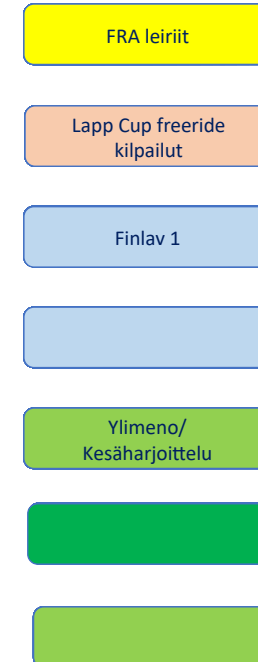 FRA leiriit
Lapp Cup freeride
kilpailut
Finlav 1
Ylimeno/
Kesäharjoittelu